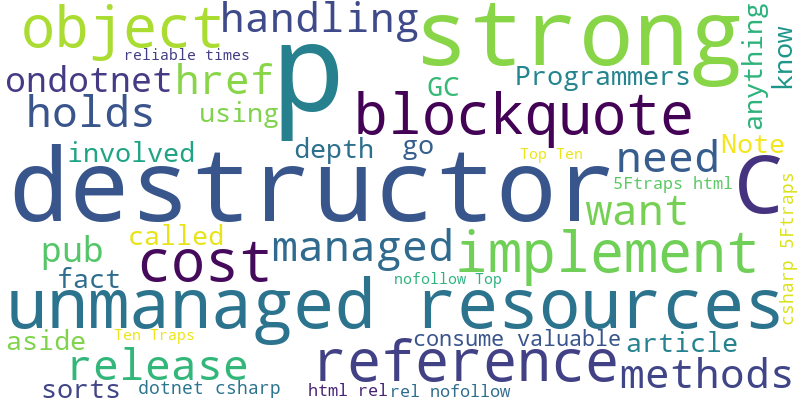 object
handling
strong
anything
know
reliable times
p
ondotnet
href
GC
Programmers
holds
using
blockquote
involved
depth
go
Top Ten
need
Note
C
destructor
5Ftraps html
want
csharp 5Ftraps
pub
called
cost
managed
implement
fact
nofollow Top
unmanaged resources
aside
Ten Traps
consume valuable
article
release
reference
methods
sorts
dotnet csharp
html rel
rel nofollow